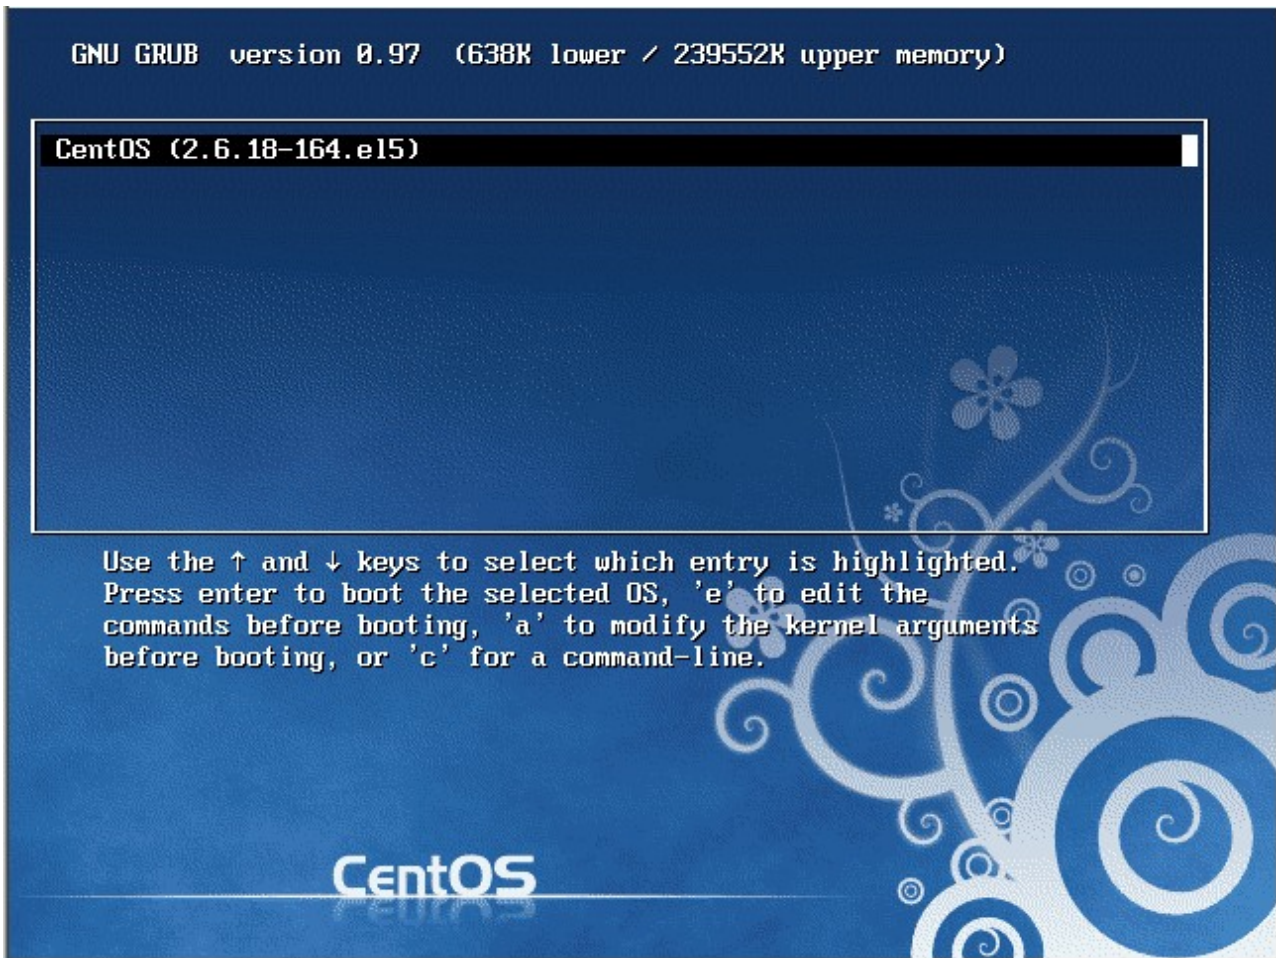 GNU GRUB version 0.97 (638K lower / 239552K upper memory)
CentOS (2.6.18-164.el5)
Use the ↑ and ↓ keys to select which entry is highlighted.
Press enter to boot the selected OS, 'e' to edit the
commands before booting, 'a' to modify the kernel arguments
before booting, or 'c' for a command-line.
CentOS